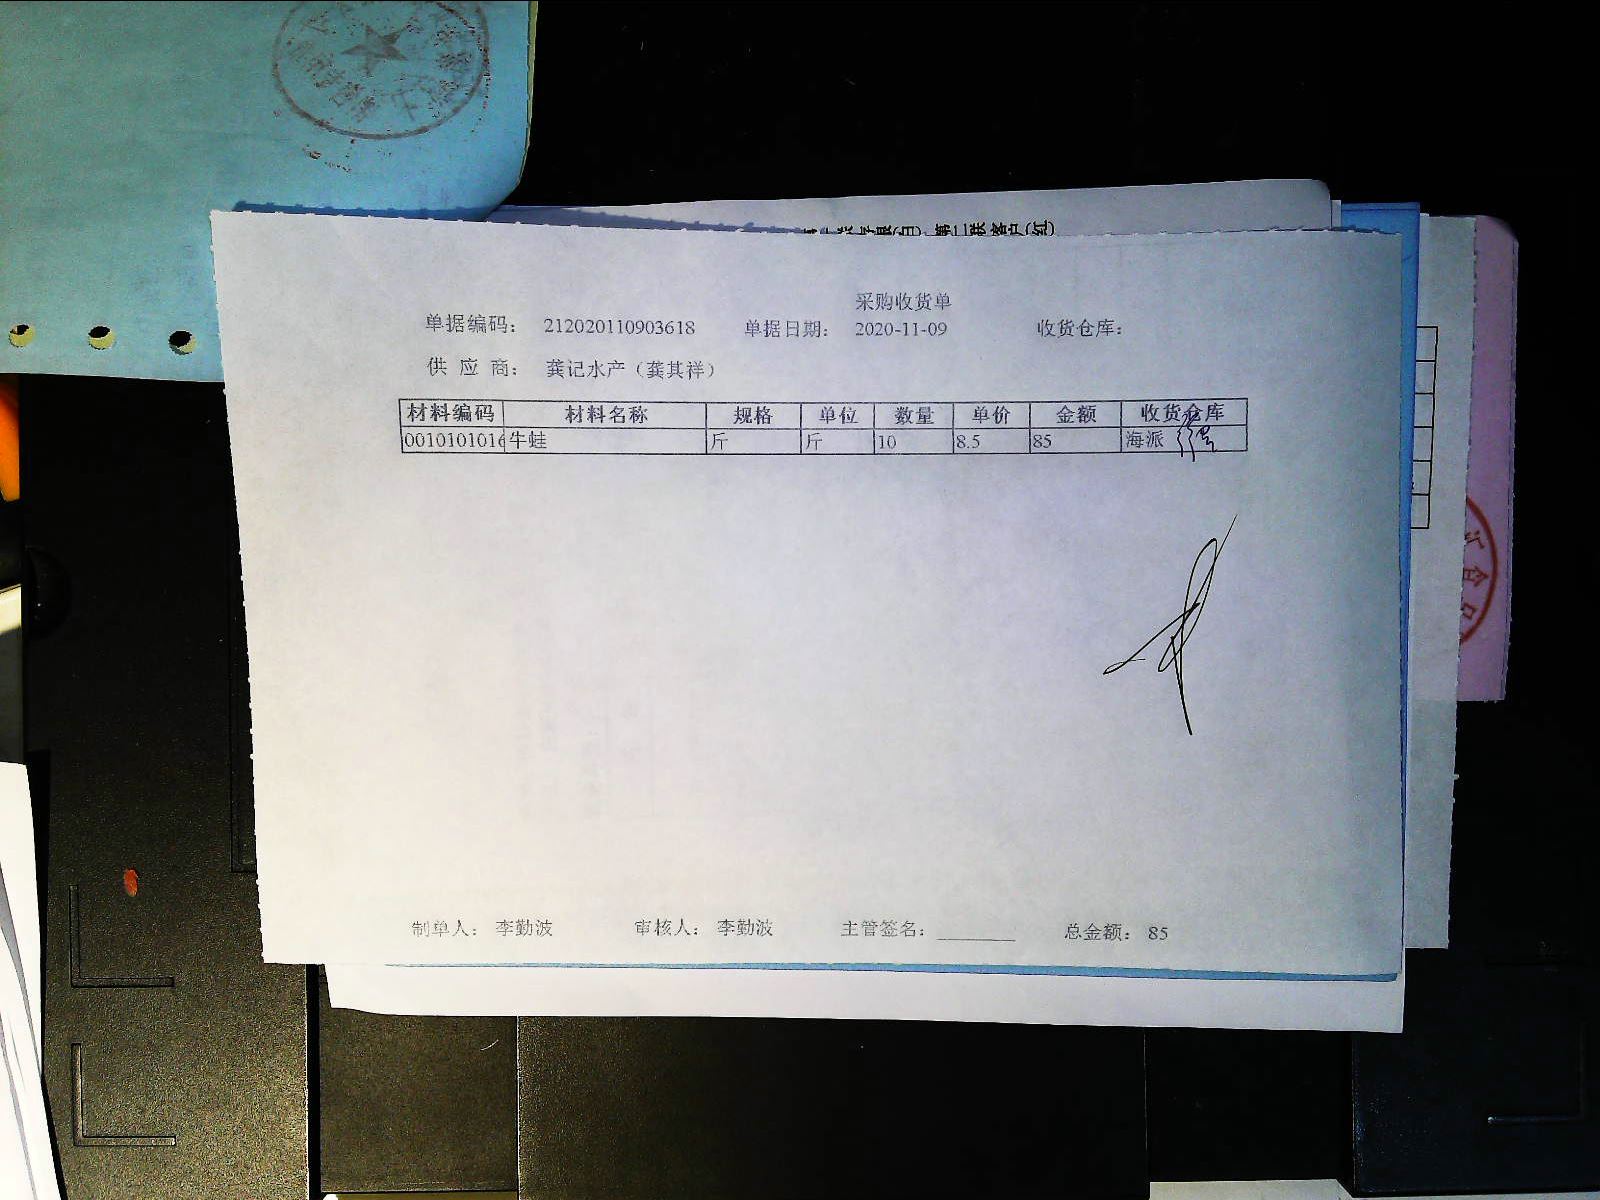 采购收货单
单据编码： 212020110903618 单据日期： 2020-11-09 收货仓库：
供 应 商： 龚记水产（龚其祥）
材料编码 材料名称 规格 单位 数量 单价 金额 收货仓库
0010101016 牛蛙 斤 斤 10 8.5 85 海派
制单人： 李勤波 审核人： 李勤波 主管签名：________ 总金额： 85